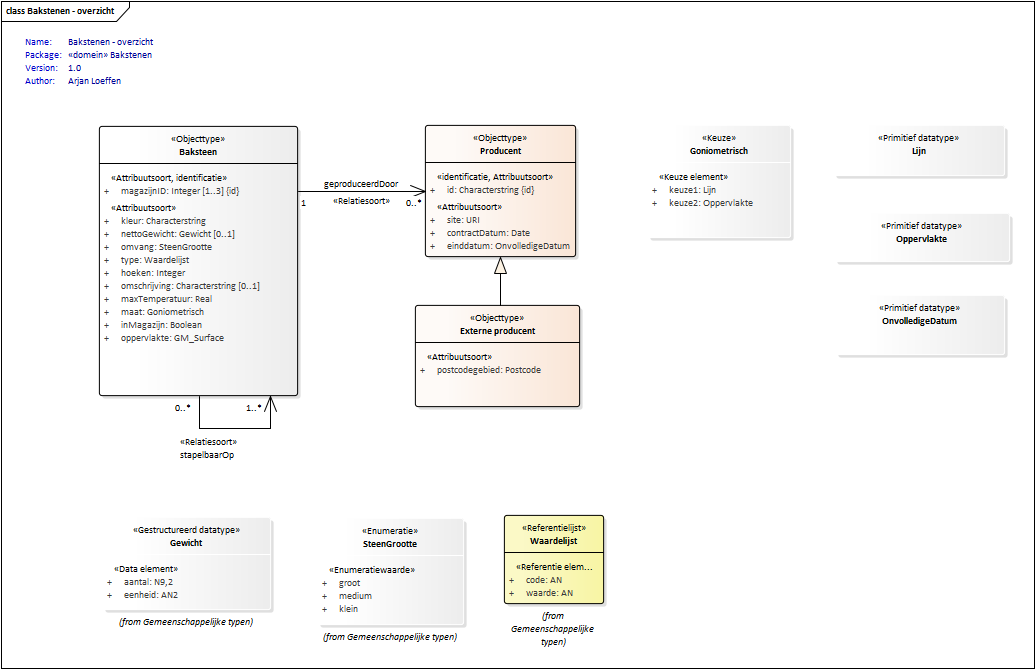 class Bakstenen - overzicht
Name: Bakstenen - overzicht
Package: «domein» Bakstenen
Version: 1.0
Author: Arjan Loeffen
«Objecttype»
Baksteen
«Attribuutsoort, identificatie»
+ magazijnID: Integer [1..3] {id}
«Attribuutsoort»
+ kleur: Characterstring
+ nettoGewicht: Gewicht [0..1]
+ omvang: SteenGrootte
+ type: Waardelijst
+ hoeken: Integer
+ omschrijving: Characterstring [0..1]
+ maxTemperatuur: Real
+ maat: Goniometrisch
+ inMagazijn: Boolean
+ oppervlakte: GM_Surface
geproduceerdDoor
1 «Relatiesoort» 0..*
«Objecttype»
Producent
«identificatie, Attribuutsoort»
+ id: Characterstring {id}
«Attribuutsoort»
+ site: URI
+ contractDatum: Date
+ einddatum: OnvolledigeDatum
«Keuze»
Goniometrisch
«Keuze element»
+ keuze1: Lijn
+ keuze2: Oppervlakte
«Primitief datatype»
Lijn
«Primitief datatype»
Oppervlakte
«Primitief datatype»
OnvolledigeDatum
«Objecttype»
Externe producent
«Attribuutsoort»
+ postcodegebied: Postcode
0..* 1..*
«Relatiesoort»
stapelbaarOp
«Gestructureerd datatype»
Gewicht
«Data element»
+ aantal: N9,2
+ eenheid: AN2
(from Gemeenschappelijke typen)
«Enumeratie»
SteenGrootte
«Enumeratiewaarde»
+ groot
+ medium
+ klein
(from Gemeenschappelijke typen)
«Referentielijst»
Waardelijst
«Referentie elem...
+ code: AN
+ waarde: AN
(from
Gemeenschappelijke
typen)